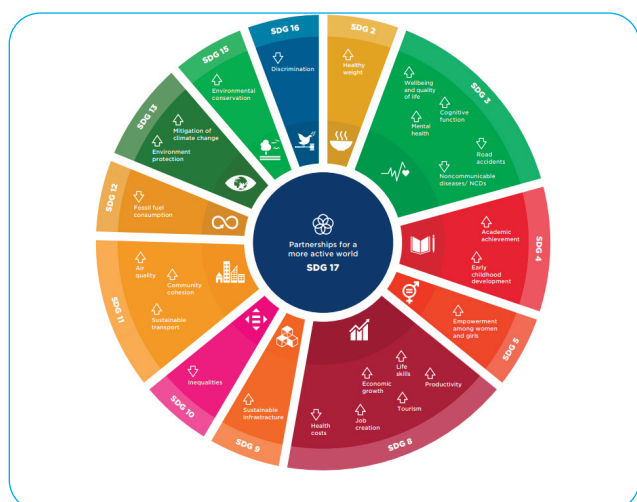 SDG 2
Healthy
weight
SDG 3
Wellbeing
and quality
of life
Cognitive
function
Mental
health
Road
accidents
Noncommunicable
diseases/ NCDs
SDG 4
Academic
achievement
Early
childhood
development
SDG 5
Empowerment
among women
and girls
SDG 8
Life
skills
Economic
growth
Productivity
Tourism
Job
creation
Health
costs
SDG 9
Sustainable
infrastracture
SDG 10
Inequalities
SDG 11
Air
quality
Community
cohesion
Sustainable
transport
SDG 12
Fossil fuel
consumption
SDG 13
Mitigation of
climate change
Environment
protection
SDG 15
Environmental
conservation
SDG 16
Discrimination
Partnerships for a
more active world
SDG 17